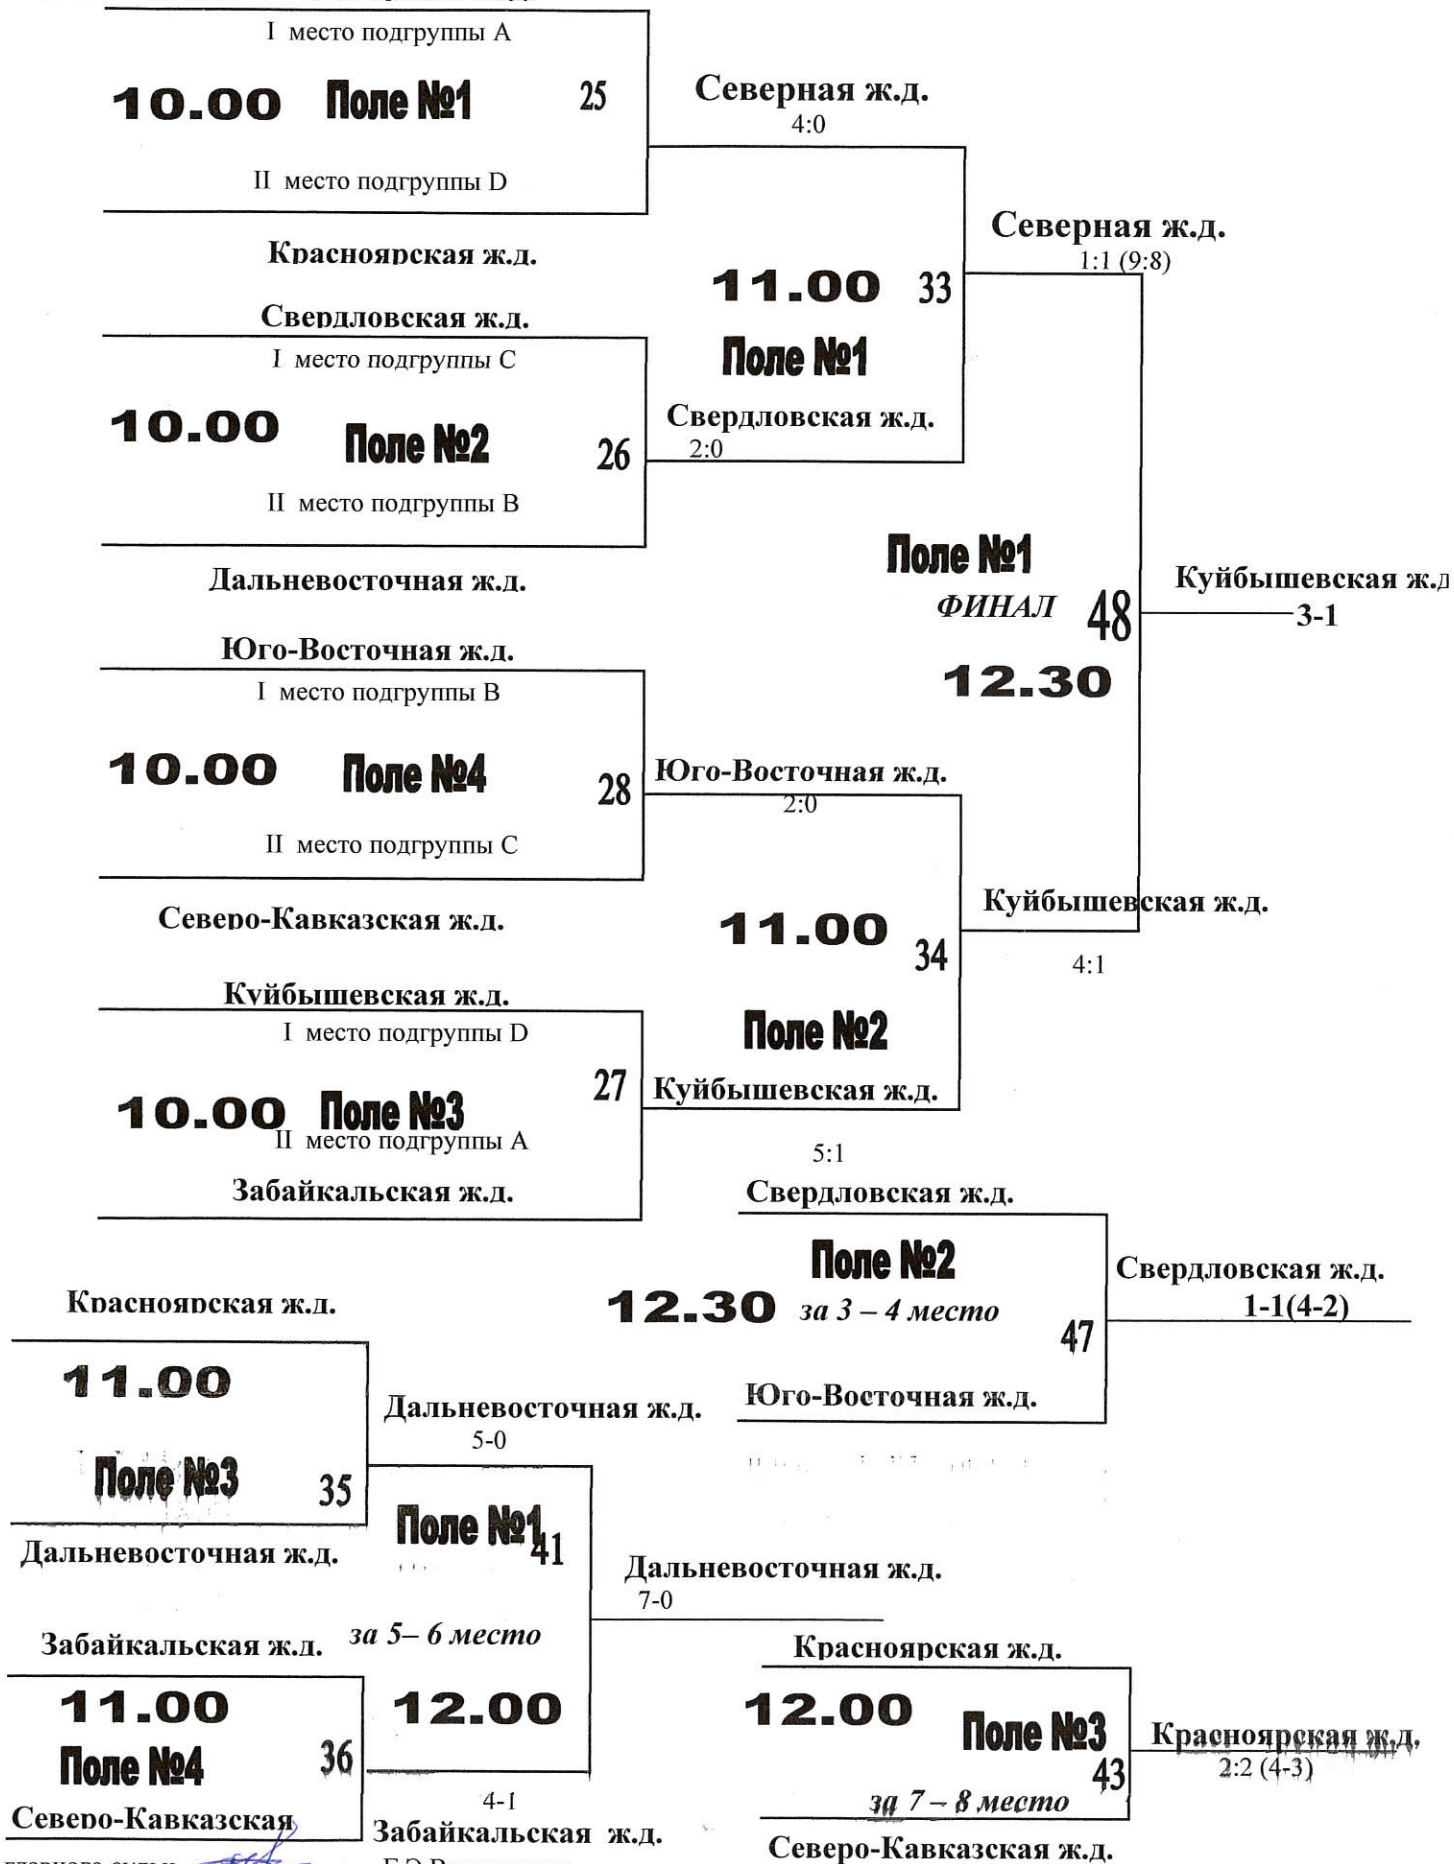 I место подгруппы А
10.00 Поле №1 25
II место подгруппы D
Северная ж.д.
4:0
Красноярская ж.д.
Северная ж.д.
1:1 (9:8)
11.00 33
Поле №1
Свердловская ж.д.
I место подгруппы С
10.00 Поле №2 26
II место подгруппы В
Дальневосточная ж.д.
Свердловская ж.д.
2:0
Поле №1
ФИНАЛ 48
12.30
Куйбышевская ж.д
3-1
Юго-Восточная ж.д.
I место подгруппы В
10.00 Поле №4 28
II место подгруппы С
Северо-Кавказская ж.д.
Юго-Восточная ж.д.
2:0
11.00 34
Поле №2
Куйбышевская ж.д.
4:1
Куйбышевская ж.д.
I место подгруппы D
10.00 Поле №3 27
II место подгруппы А
Забайкальская ж.д.
Куйбышевская ж.д.
5:1
Свердловская ж.д.
Поле №2
12.30 за 3 – 4 место 47
Юго-Восточная ж.д.
Свердловская ж.д.
1-1(4-2)
Красноярская ж.д.
11.00
Поле №3 35
Дальневосточная ж.д.
Дальневосточная ж.д.
5-0
Поле №1 41
за 5– 6 место
12.00
Дальневосточная ж.д.
7-0
Забайкальская ж.д.
11.00
Поле №4 36
Северо-Кавказская
4-1
Забайкальская ж.д.
Красноярская ж.д.
12.00 Поле №3 43
за 7 – 8 место
Северо-Кавказская ж.д.
Красноярская ж.д.
2:2 (4-3)